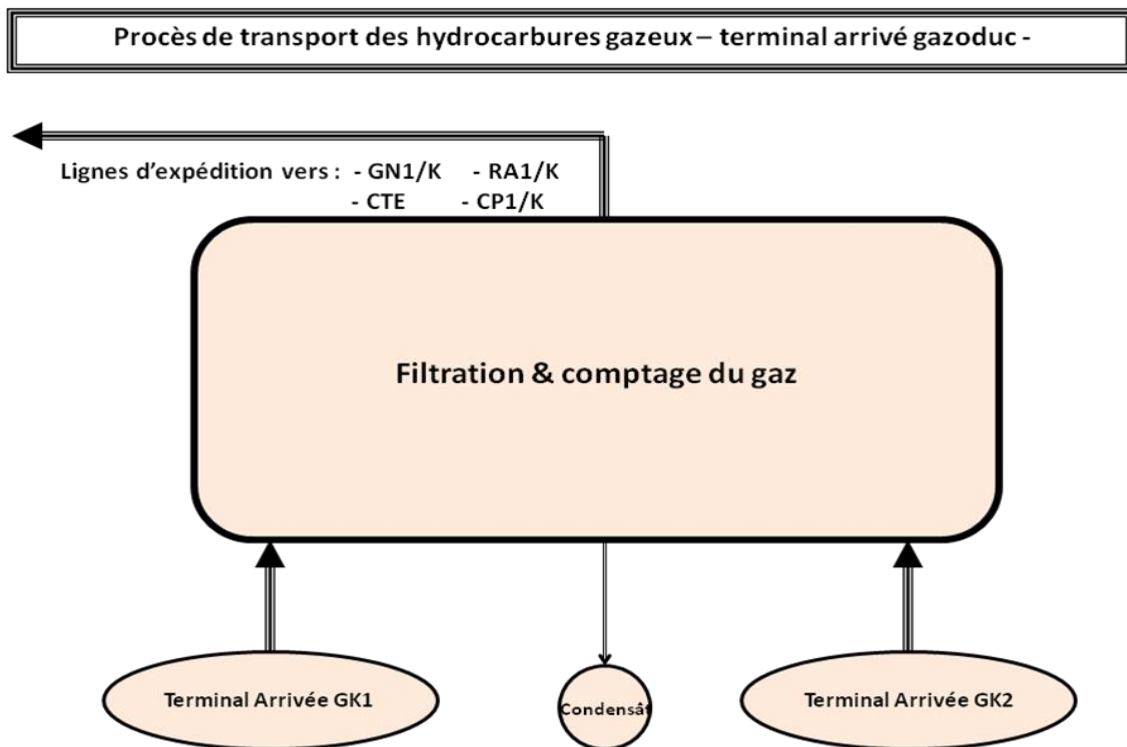 Procès de transport des hydrocarbures gazeux – terminal arrivé gazoduc -
Lignes d'expédition vers : - GN1/K - RA1/K
- CTE - CP1/K
Filtration & comptage du gaz
Terminal Arrivée GK1
Condensât
Terminal Arrivée GK2